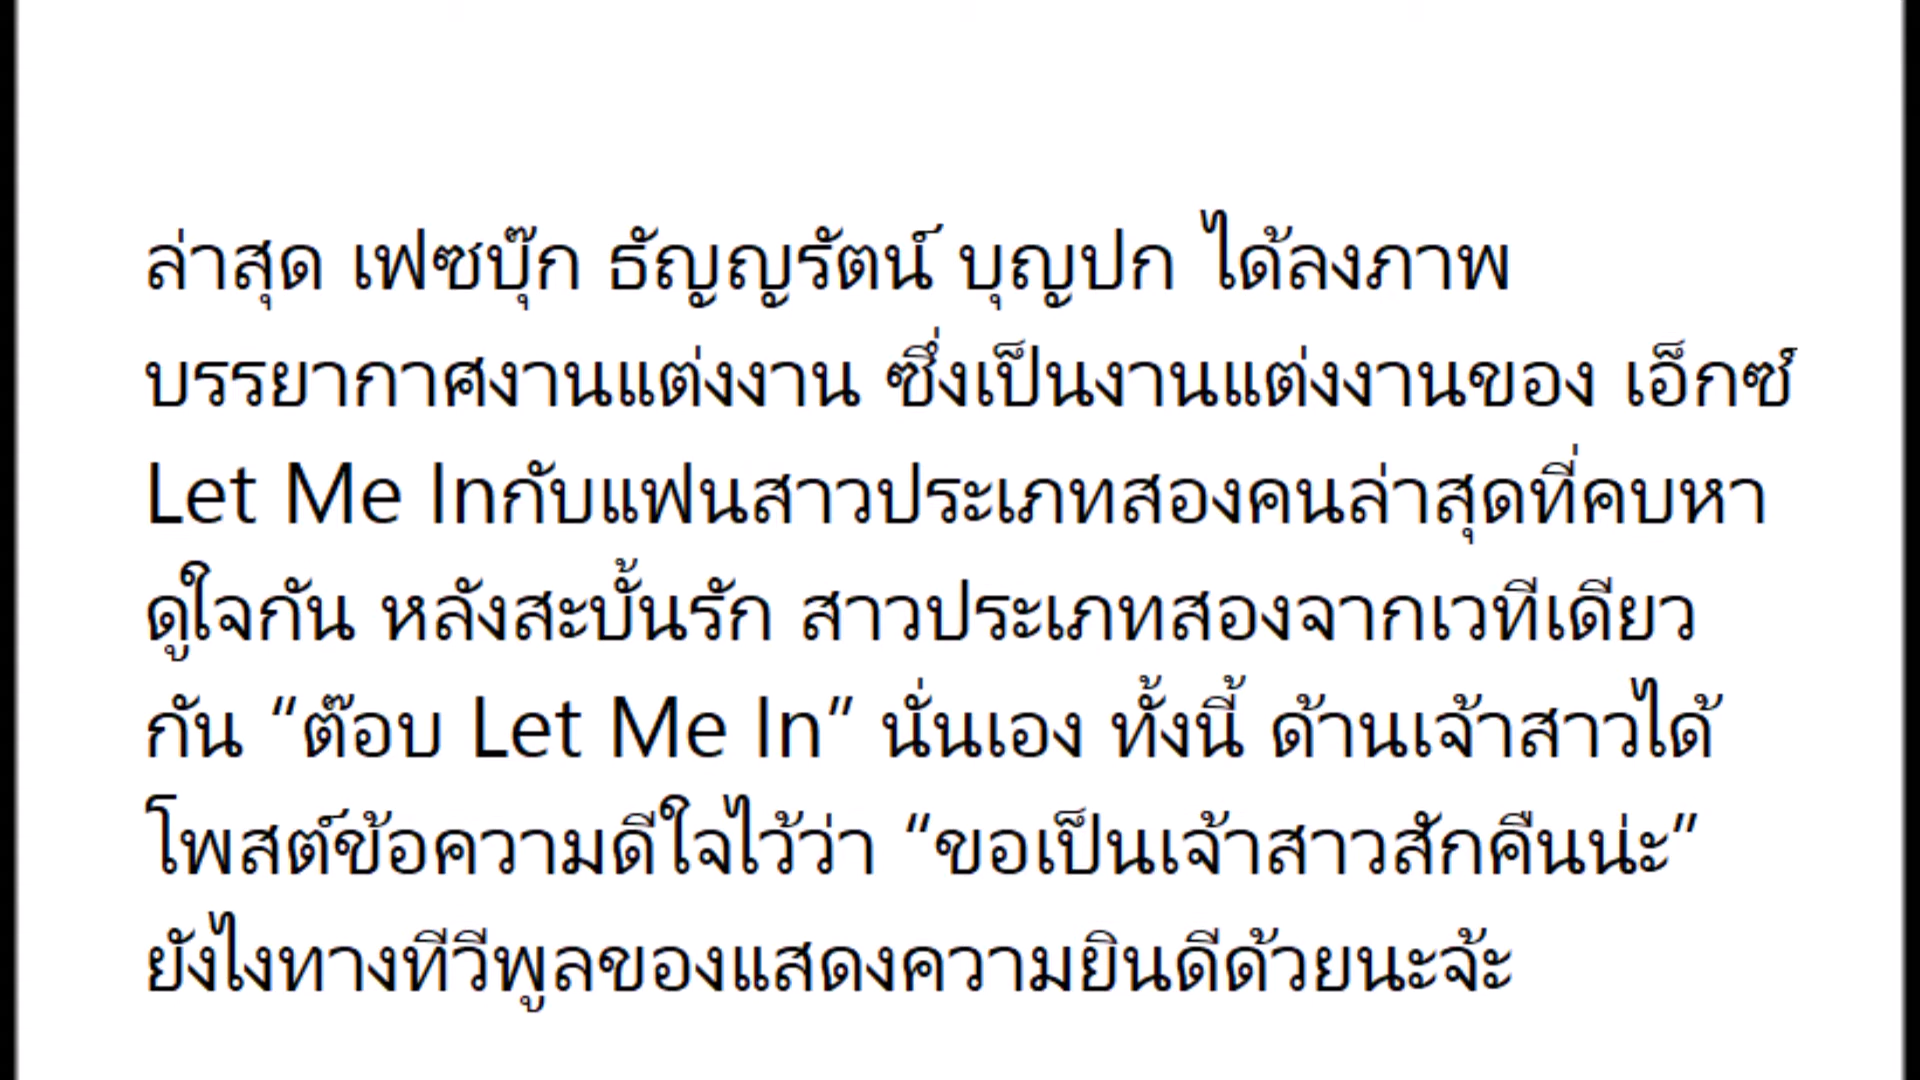 ล่าสุด เฟซบุ๊ก ธัญญรัตน์ บุญปก ได้ลงภาพ
บรรยากาศงานแต่งงาน ซึ่งเป็นงานแต่งงานของ เอ็กซ์
Let Me Inกับแฟนสาวประเภทสองคนล่าสุดที่คบหา
ดูใจกัน หลังสะบั้นรัก สาวประเภทสองจากเวทีเดียว
กัน “ต๊อบ Let Me In” นั่นเอง ทั้งนี้ ด้านเจ้าสาวได้
โพสต์ข้อความดีใจไว้ว่า “ขอเป็นเจ้าสาวสักคืนน่ะ”
ยังไงทางทีวีพูลของแสดงความยินดีด้วยนะจ้ะ